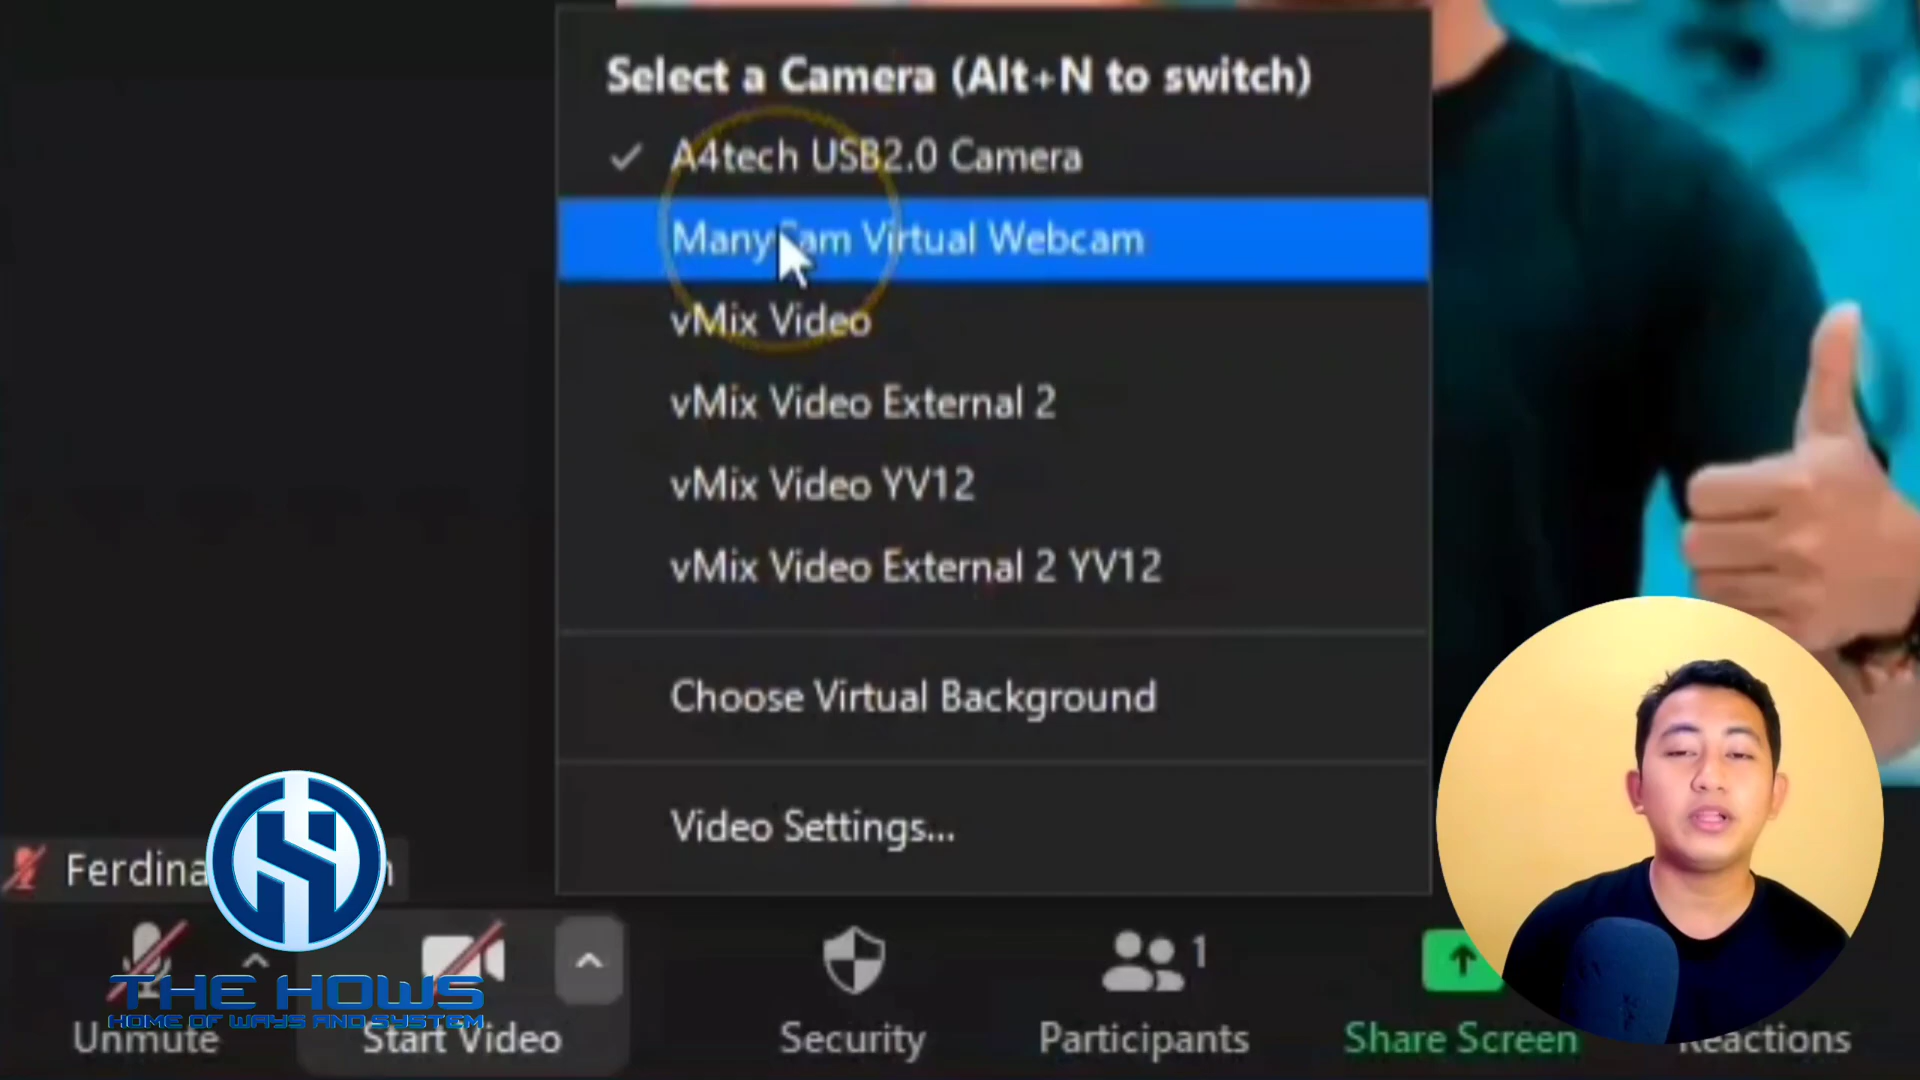 Select a Camera (Alt+N to switch)
A4tech USB2.0 Camera
ManyCam Virtual Webcam
vMix Video
vMix Video External 2
vMix Video YV12
vMix Video External 2 YV12
Choose Virtual Background
Video Settings...
THE HOWS
HOME OF WAYS AND SYSTEM
1
Unmute
Start Video
Security
Participants
Share Screen
Reactions